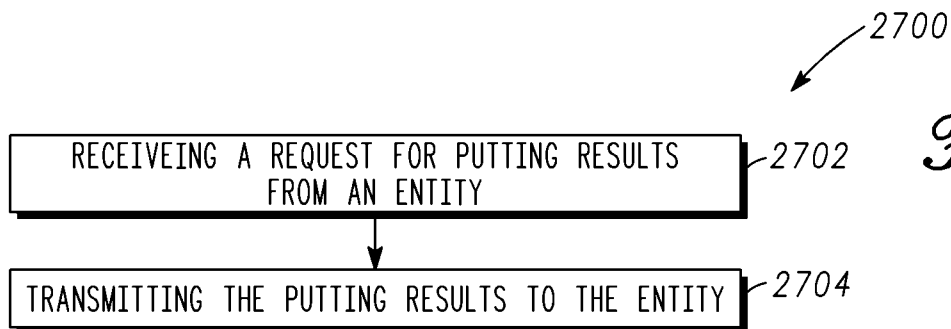 2700
RECEIVEING A REQUEST FOR PUTTING RESULTS
FROM AN ENTITY
2702
TRANSMITTING THE PUTTING RESULTS TO THE ENTITY
2704